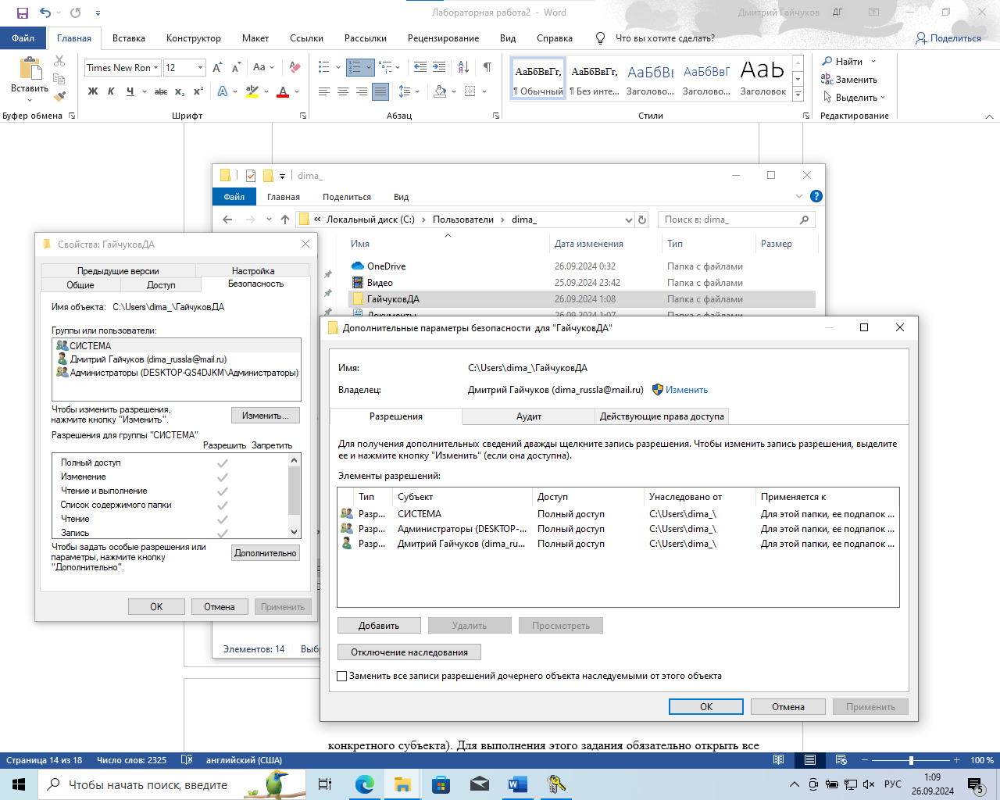 Лабораторная работа2 - Word
Дмитрий Гайчуков ДГ
Файл Главная Вставка Конструктор Макет Ссылки Рассылки Рецензирование Вид Справка Что вы хотите сделать? Поделиться
Вставить
Буфер обмена
Times New Ron 12
Aa
Ж К Ч abc x₂ x²
Шрифт
Абзац
АаБбВвГг, АаБбВвГг, АаБбВı АаБбВвГ АаЬ
¶ Обычный ¶ Без инте... Заголово... Заголово... Заголовок
Стили
Найти
Заменить
Выделить
Редактирование
dima_
Файл Главная Поделиться Вид
« Локальный диск (C:) › Пользователи › dima_
Поиск в: dima_
Имя Дата изменения Тип Размер
OneDrive 26.09.2024 0:32 Папка с файлами
Видео 25.09.2024 23:42 Папка с файлами
ГайчуковДА 26.09.2024 1:08 Папка с файлами
Документы 26.09.2024 1:07 Папка с файлами
Элементов: 14 Выбр
Свойства: ГайчуковДА
Предыдущие версии Настройка
Общие Доступ Безопасность
Имя объекта: C:\Users\dima_\ГайчуковДА
Группы или пользователи:
СИСТЕМА
Дмитрий Гайчуков (dima_russla@mail.ru)
Администраторы (DESKTOP-QS4DJKM\Администраторы)
Чтобы изменить разрешения,
нажмите кнопку "Изменить".
Изменить...
Разрешения для группы "СИСТЕМА"
Разрешить Запретить
Полный доступ
Изменение
Чтение и выполнение
Список содержимого папки
Чтение
Запись
Чтобы задать особые разрешения или
параметры, нажмите кнопку
"Дополнительно".
Дополнительно
OK Отмена Применить
Дополнительные параметры безопасности для "ГайчуковДА"
Имя: C:\Users\dima_\ГайчуковДА
Владелец: Дмитрий Гайчуков (dima_russla@mail.ru) Изменить
Разрешения Аудит Действующие права доступа
Для получения дополнительных сведений дважды щелкните запись разрешения. Чтобы изменить запись разрешения, выделите
ее и нажмите кнопку "Изменить" (если она доступна).
Элементы разрешений:
Тип Субъект Доступ Унаследовано от Применяется к
Разр... СИСТЕМА Полный доступ C:\Users\dima_\ Для этой папки, ее подпапок ...
Разр... Администраторы (DESKTOP-... Полный доступ C:\Users\dima_\ Для этой папки, ее подпапок ...
Разр... Дмитрий Гайчуков (dima_ru... Полный доступ C:\Users\dima_\ Для этой папки, ее подпапок ...
Добавить Удалить Просмотреть
Отключение наследования
Заменить все записи разрешений дочернего объекта наследуемыми от этого объекта
OK Отмена Применить
конкретного субъекта). Для выполнения этого задания обязательно открыть все
Страница 14 из 18 Число слов: 2325 английский (США) 100 %
Чтобы начать поиск, введите
РУС
1:09
26.09.2024
5